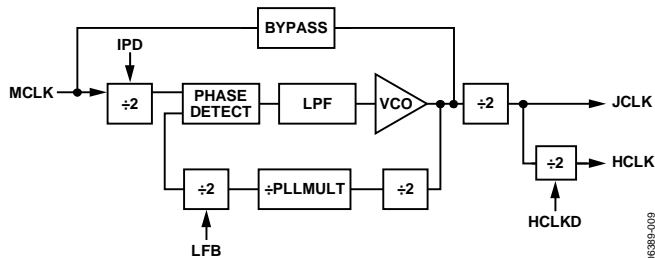 BYPASS
IPD
MCLK
÷2
PHASE
DETECT
LPF
VCO
÷2
JCLK
÷2
HCLK
÷2
÷PLLMULT
÷2
LFB
HCLKD
06389-009